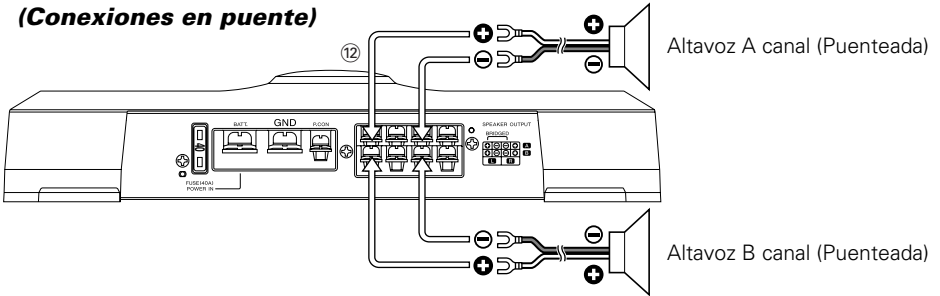 (Conexiones en puente)
Altavoz A canal (Puenteada)
⑫
BATT. GND P.CON
SPEAKER OUTPUT
BRIDGED
40
A
B
L R
FUSE(40A)
POWER IN
Altavoz B canal (Puenteada)